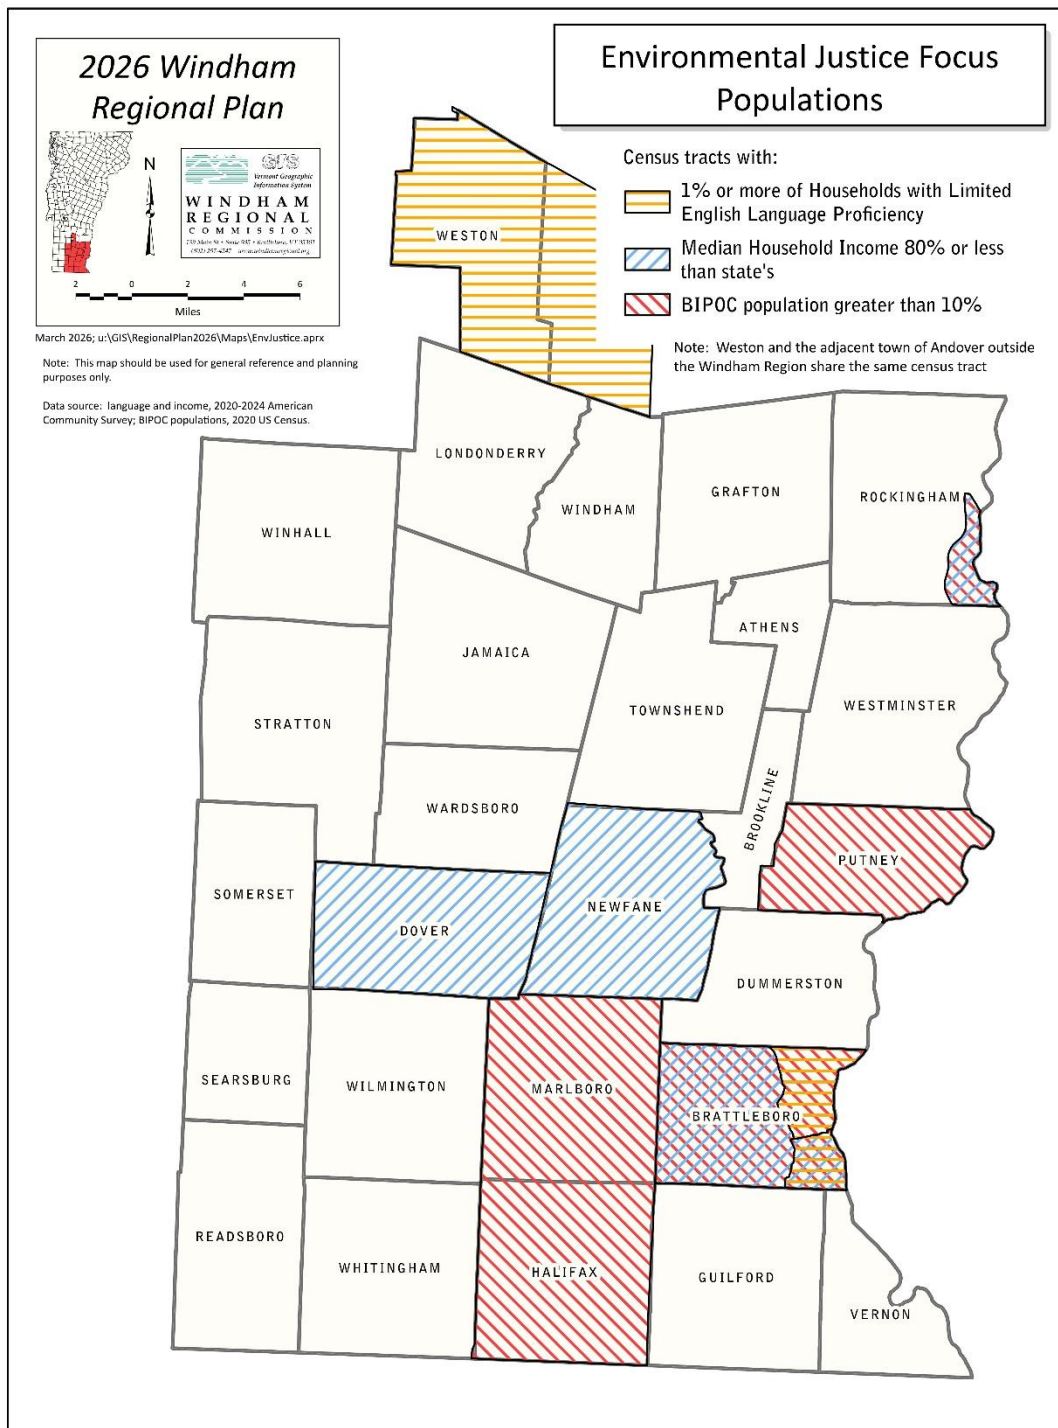 2026 Windham
Regional Plan
N
Vermont Geographic
Information System
WINDHAM
REGIONAL
COMMISSION
2
0
2
4
6
Miles
March 2026; u:\GIS\RegionalPlan2026\Maps\EnvJustice.aprx
Note: This map should be used for general reference and planning
purposes only.
Data source: language and income, 2020-2024 American
Community Survey; BIPOC populations, 2020 US Census.
Environmental Justice Focus
Populations
Census tracts with:
1% or more of Households with Limited
English Language Proficiency
Median Household Income 80% or less
than state's
BIPOC population greater than 10%
Note: Weston and the adjacent town of Andover outside
the Windham Region share the same census tract
WESTON
LONDONDERRY
WINDHAM
GRAFTON
ROCKINGHAM
WINHALL
ATHENS
JAMAICA
TOWNSHEND
WESTMINSTER
STRATTON
WARDSBORO
BROOKLINE
PUTNEY
SOMERSET
NEWFANE
DOVER
DUMMERSTON
SEARSBURG
WILMINGTON
MARLBORO
BRATTLEBORO
READSBORO
WHITINGHAM
HALIFAX
GUILFORD
VERNON